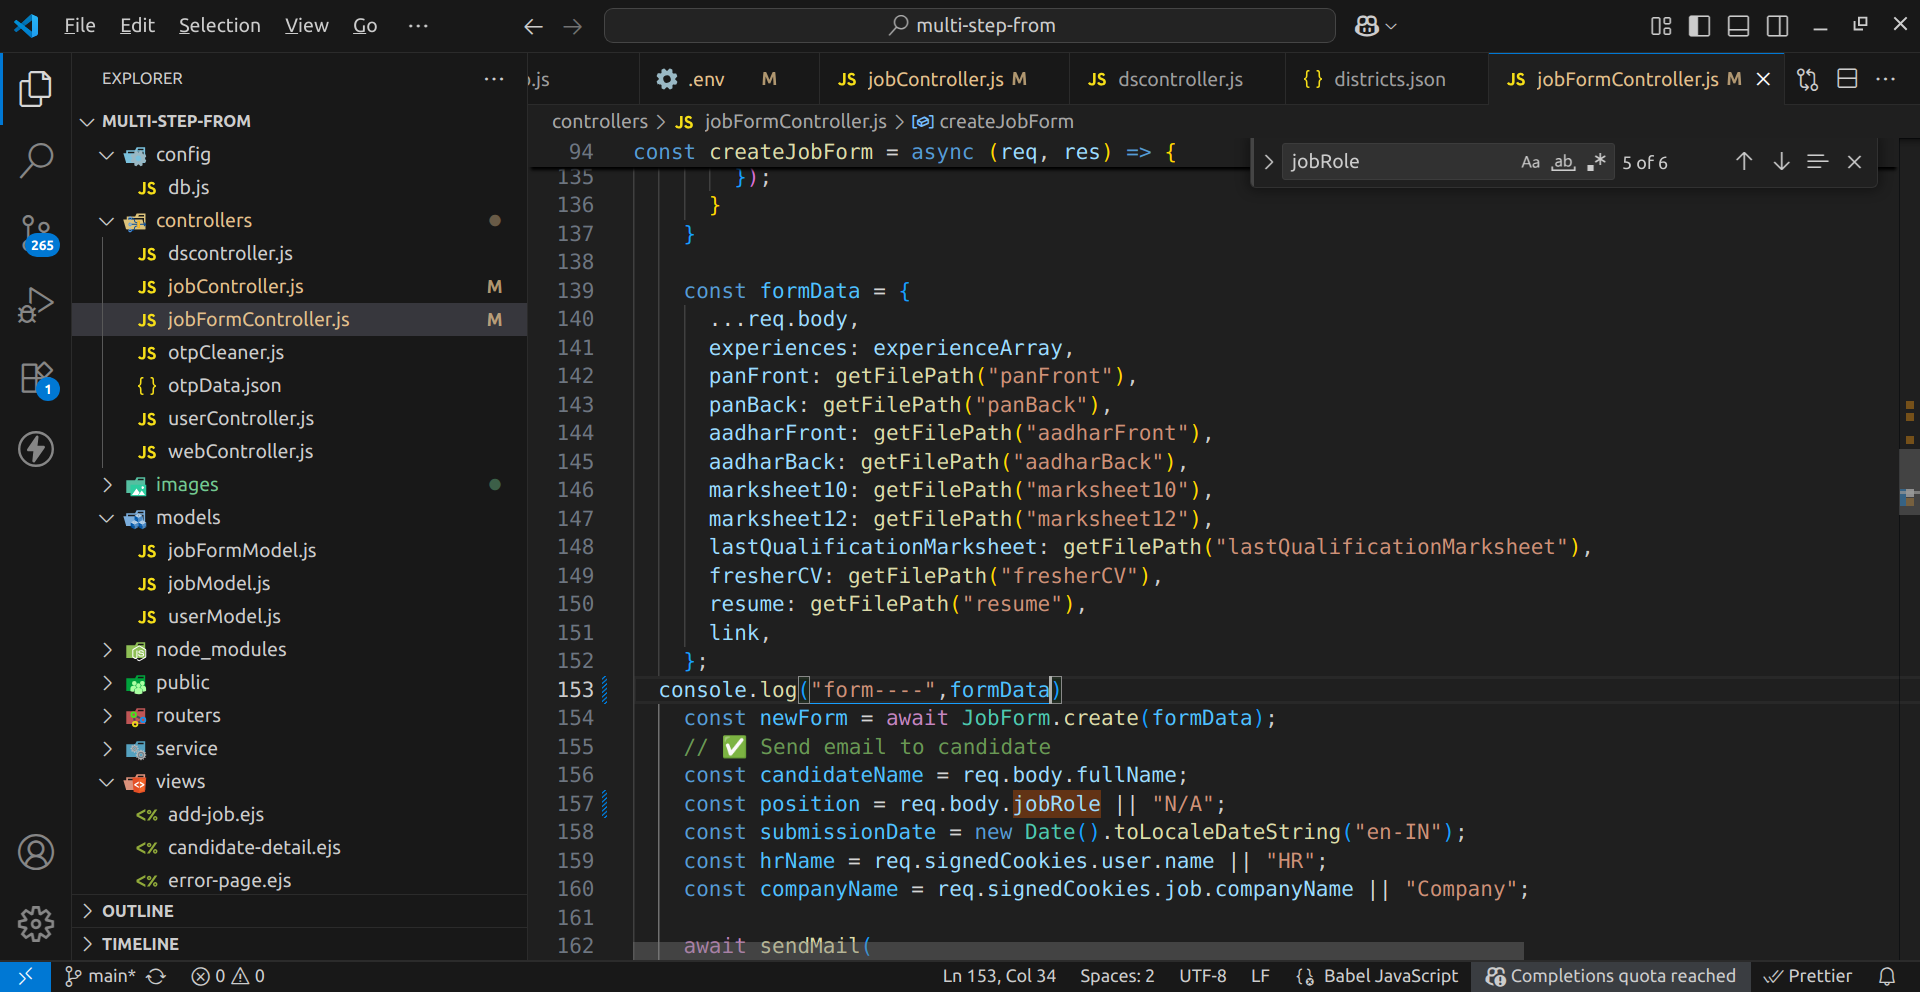 File Edit Selection View Go ···
multi-step-from
EXPLORER ···
MULTI-STEP-FROM
config
JS db.js
controllers
JS dscontroller.js
JS jobController.js M
JS jobFormController.js M
JS otpCleaner.js
{ } otpData.json
JS userController.js
JS webController.js
images
models
JS jobFormModel.js
JS jobModel.js
JS userModel.js
node_modules
public
routers
service
views
<% add-job.ejs
<% candidate-detail.ejs
<% error-page.ejs
OUTLINE
TIMELINE
265
1
.js
.env M
JS jobController.js M
JS dscontroller.js
{ } districts.json
JS jobFormController.js M
controllers > JS jobFormController.js > createJobForm
jobRole Aa ab .* 5 of 6
94 const createJobForm = async (req, res) => {
135 });
136 }
137 }
138
139 const formData = {
140 ...req.body,
141 experiences: experienceArray,
142 panFront: getFilePath("panFront"),
143 panBack: getFilePath("panBack"),
144 aadharFront: getFilePath("aadharFront"),
145 aadharBack: getFilePath("aadharBack"),
146 marksheet10: getFilePath("marksheet10"),
147 marksheet12: getFilePath("marksheet12"),
148 lastQualificationMarksheet: getFilePath("lastQualificationMarksheet"),
149 fresherCV: getFilePath("fresherCV"),
150 resume: getFilePath("resume"),
151 link,
152 };
153 console.log("form----",formData)
154 const newForm = await JobForm.create(formData);
155 // ✅ Send email to candidate
156 const candidateName = req.body.fullName;
157 const position = req.body.jobRole || "N/A";
158 const submissionDate = new Date().toLocaleDateString("en-IN");
159 const hrName = req.signedCookies.user.name || "HR";
160 const companyName = req.signedCookies.job.companyName || "Company";
161
162 await sendMail(
main* 0 0 Ln 153, Col 34 Spaces: 2 UTF-8 LF Babel JavaScript Completions quota reached Prettier